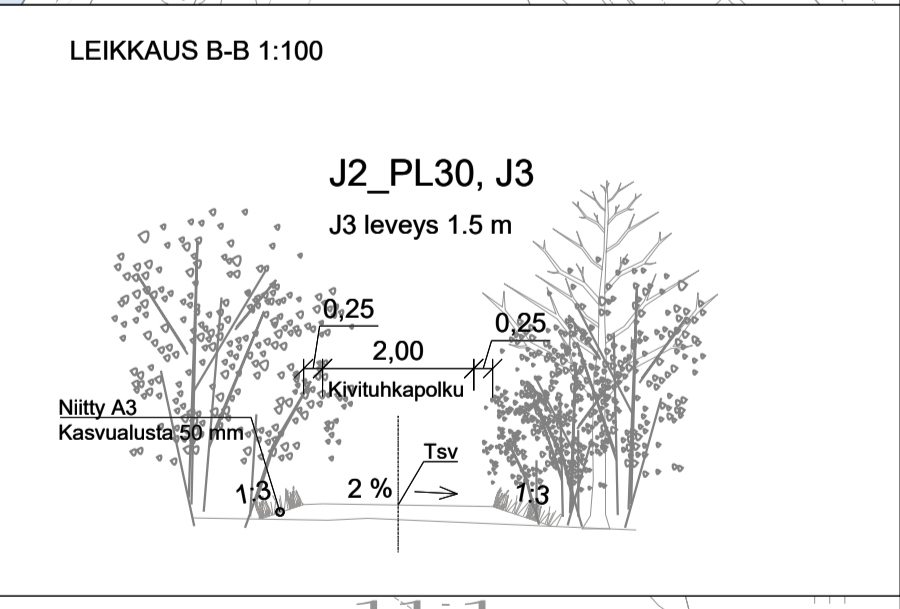 LEIKKAUS B-B 1:100
J2_PL30, J3
J3 leveys 1.5 m
0,25
0,25
2,00
Kivituhkapolku
Niitty A3
Kasvualusta 50 mm
Tsv
1:3
2 %
1:3